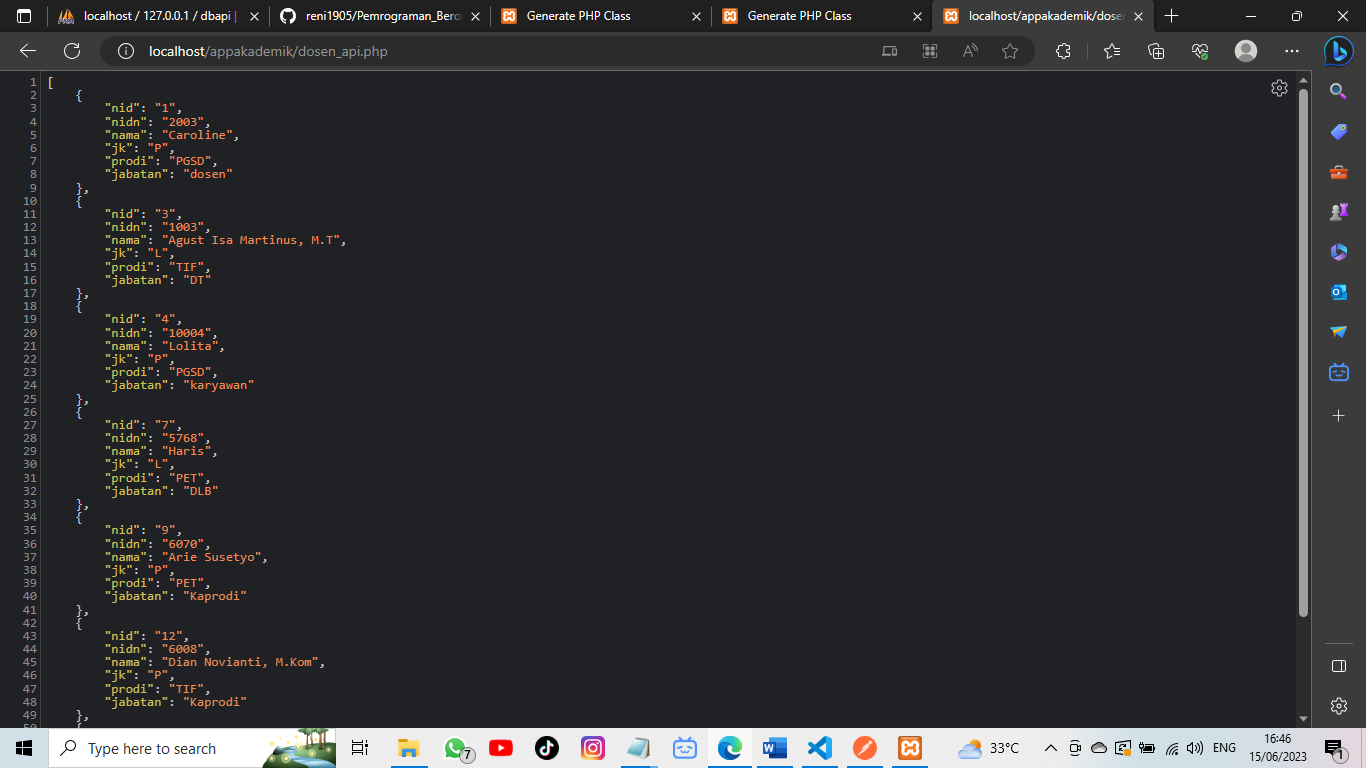 localhost / 127.0.0.1 / dbapi |
reni1905/Pemrograman_Bero
Generate PHP Class
Generate PHP Class
localhost/appakademik/dosen
localhost/appakademik/dosen_api.php
1 [
2 {
3 "nid": "1",
4 "nidn": "2003",
5 "nama": "Caroline",
6 "jk": "P",
7 "prodi": "PGSD",
8 "jabatan": "dosen"
9 },
10 {
11 "nid": "3",
12 "nidn": "1003",
13 "nama": "Agust Isa Martinus, M.T",
14 "jk": "L",
15 "prodi": "TIF",
16 "jabatan": "DT"
17 },
18 {
19 "nid": "4",
20 "nidn": "10004",
21 "nama": "Lolita",
22 "jk": "P",
23 "prodi": "PGSD",
24 "jabatan": "karyawan"
25 },
26 {
27 "nid": "7",
28 "nidn": "5768",
29 "nama": "Haris",
30 "jk": "L",
31 "prodi": "PET",
32 "jabatan": "DLB"
33 },
34 {
35 "nid": "9",
36 "nidn": "6070",
37 "nama": "Arie Susetyo",
38 "jk": "P",
39 "prodi": "PET",
40 "jabatan": "Kaprodi"
41 },
42 {
43 "nid": "12",
44 "nidn": "6008",
45 "nama": "Dian Novianti, M.Kom",
46 "jk": "P",
47 "prodi": "TIF",
48 "jabatan": "Kaprodi"
49 },
50 {
Type here to search
7
33°C
ENG
16:46
15/06/2023
1